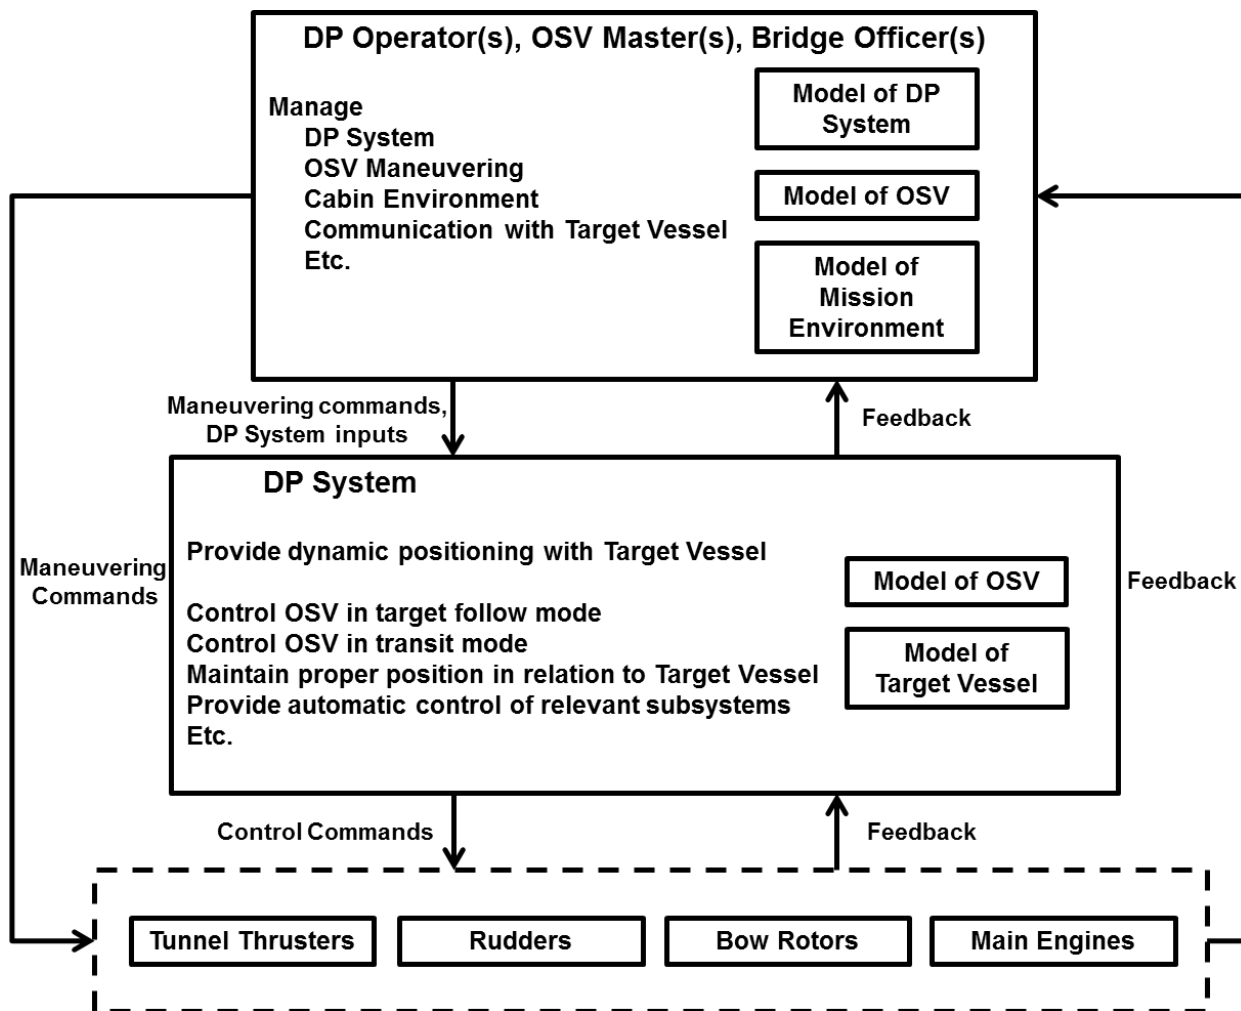 DP Operator(s), OSV Master(s), Bridge Officer(s)
Manage
DP System
OSV Maneuvering
Cabin Environment
Communication with Target Vessel
Etc.
Model of DP
System
Model of OSV
Model of
Mission
Environment
Maneuvering commands,
DP System inputs
Feedback
DP System
Provide dynamic positioning with Target Vessel
Control OSV in target follow mode
Control OSV in transit mode
Maintain proper position in relation to Target Vessel
Provide automatic control of relevant subsystems
Etc.
Model of OSV
Model of
Target Vessel
Maneuvering
Commands
Feedback
Control Commands
Feedback
Tunnel Thrusters
Rudders
Bow Rotors
Main Engines